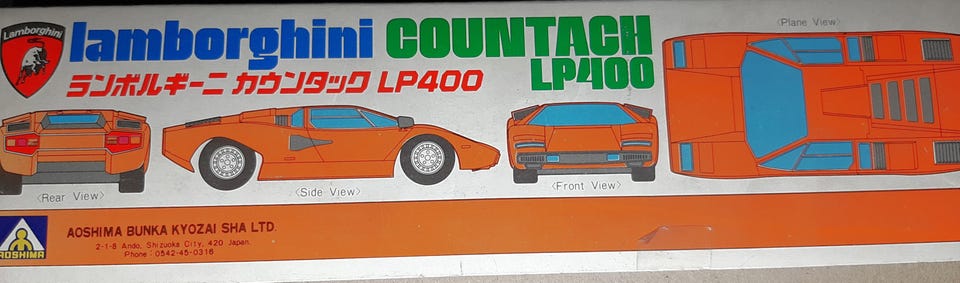 Lamborghini
lamborghini COUNTACH
LP400
ランボルギーニ カウンタック LP400
<Plane View>
<Rear View>
<Side View>
<Front View>
AOSHIMA
AOSHIMA BUNKA KYOZAI SHA LTD.
2-1-8 Ando, Shizuoka City, 420 Japan.
Phone : 0542-45-0316